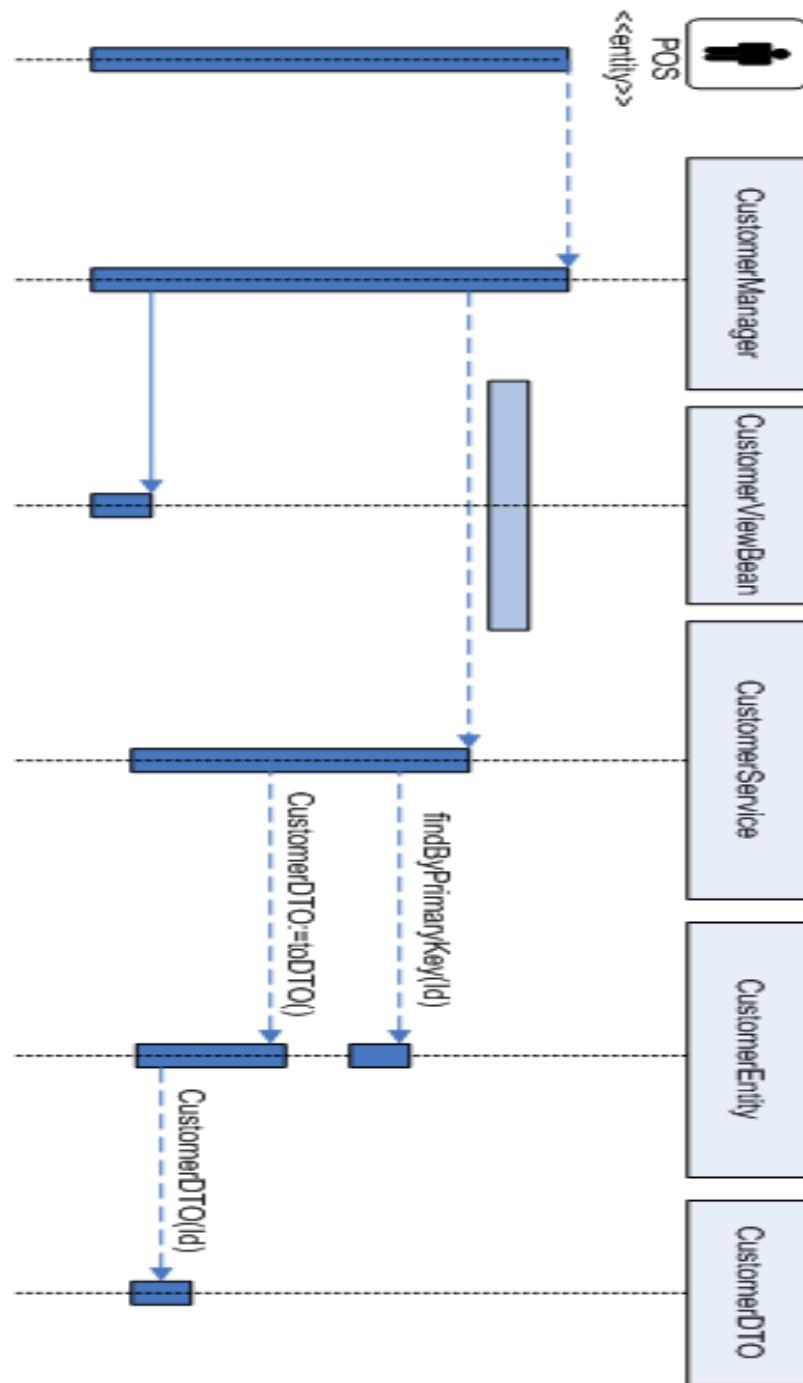 POS
<<entity>>
CustomerManager
CustomerViewBean
CustomerService
CustomerEntity
CustomerDTO
findByPrimaryKey(Id)
CustomerDTO:=toDTO()
CustomerDTO(Id)